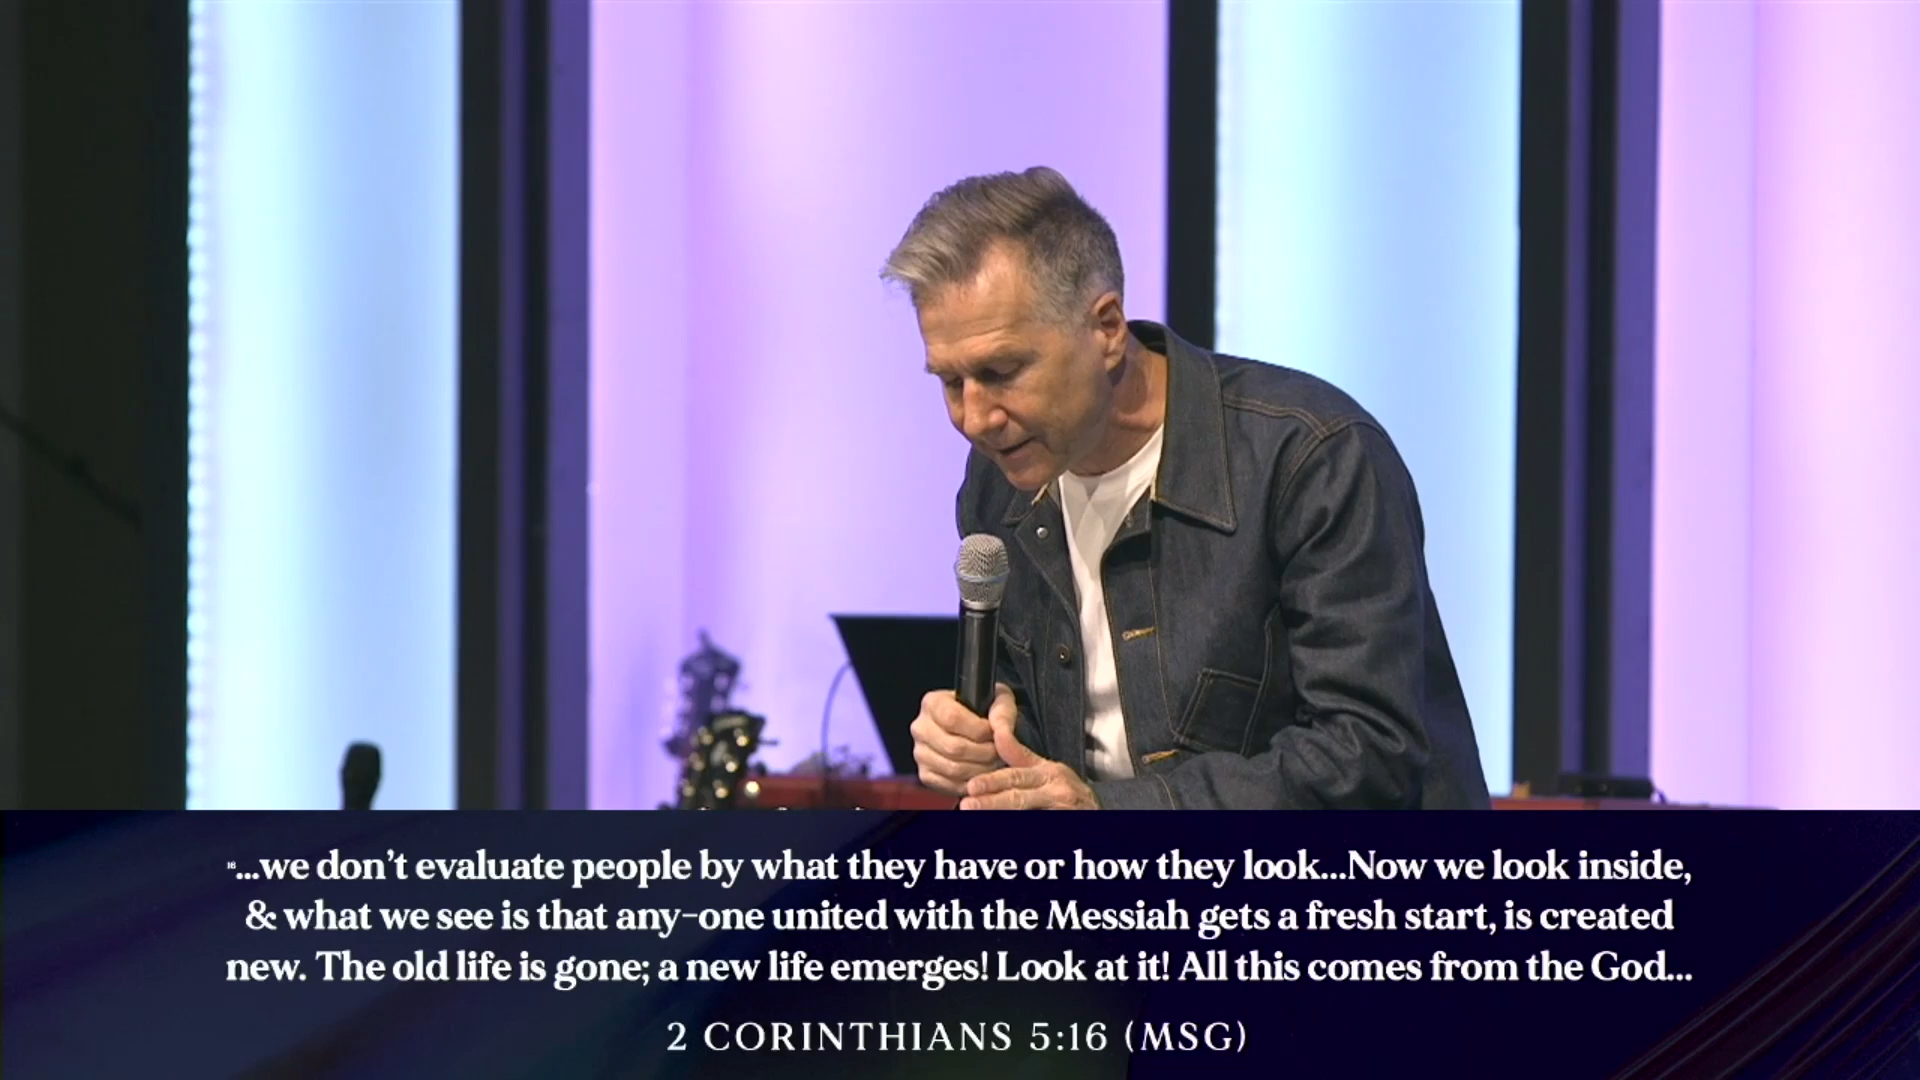 16...we don't evaluate people by what they have or how they look...Now we look inside,
& what we see is that any-one united with the Messiah gets a fresh start, is created
new. The old life is gone; a new life emerges! Look at it! All this comes from the God...
2 CORINTHIANS 5:16 (MSG)